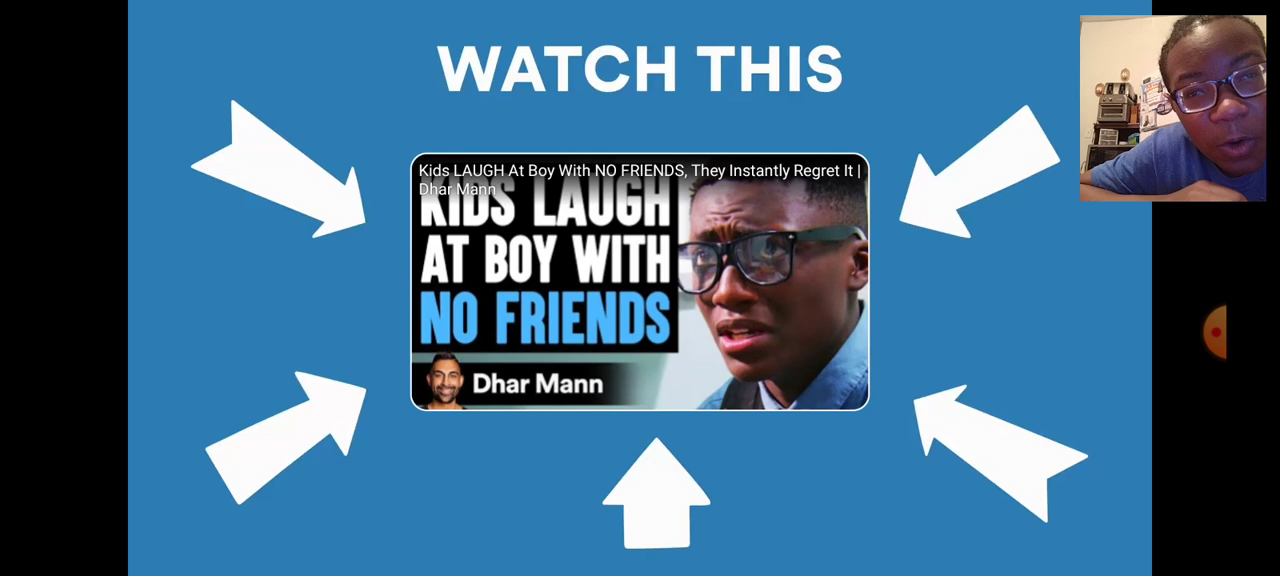 WATCH THIS
Kids LAUGH At Boy With NO FRIENDS, They Instantly Regret It |
Dhar Mann
KIDS LAUGH
AT BOY WITH
NO FRIENDS
Dhar Mann